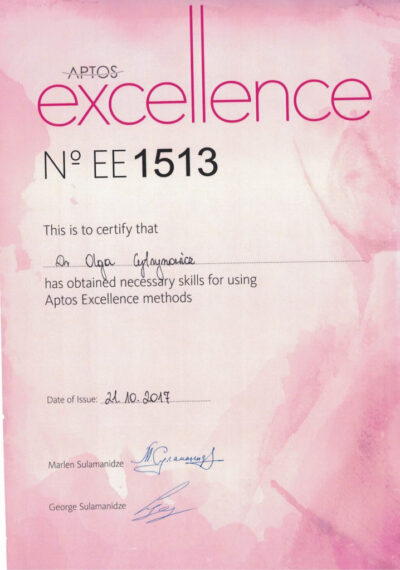 APTOS
excellence
Nº EE 1513
This is to certify that
Dr Olga
has obtained necessary skills for using
Aptos Excellence methods
Date of Issue: 21.10.2017
Marlen Sulamanidze
George Sulamanidze